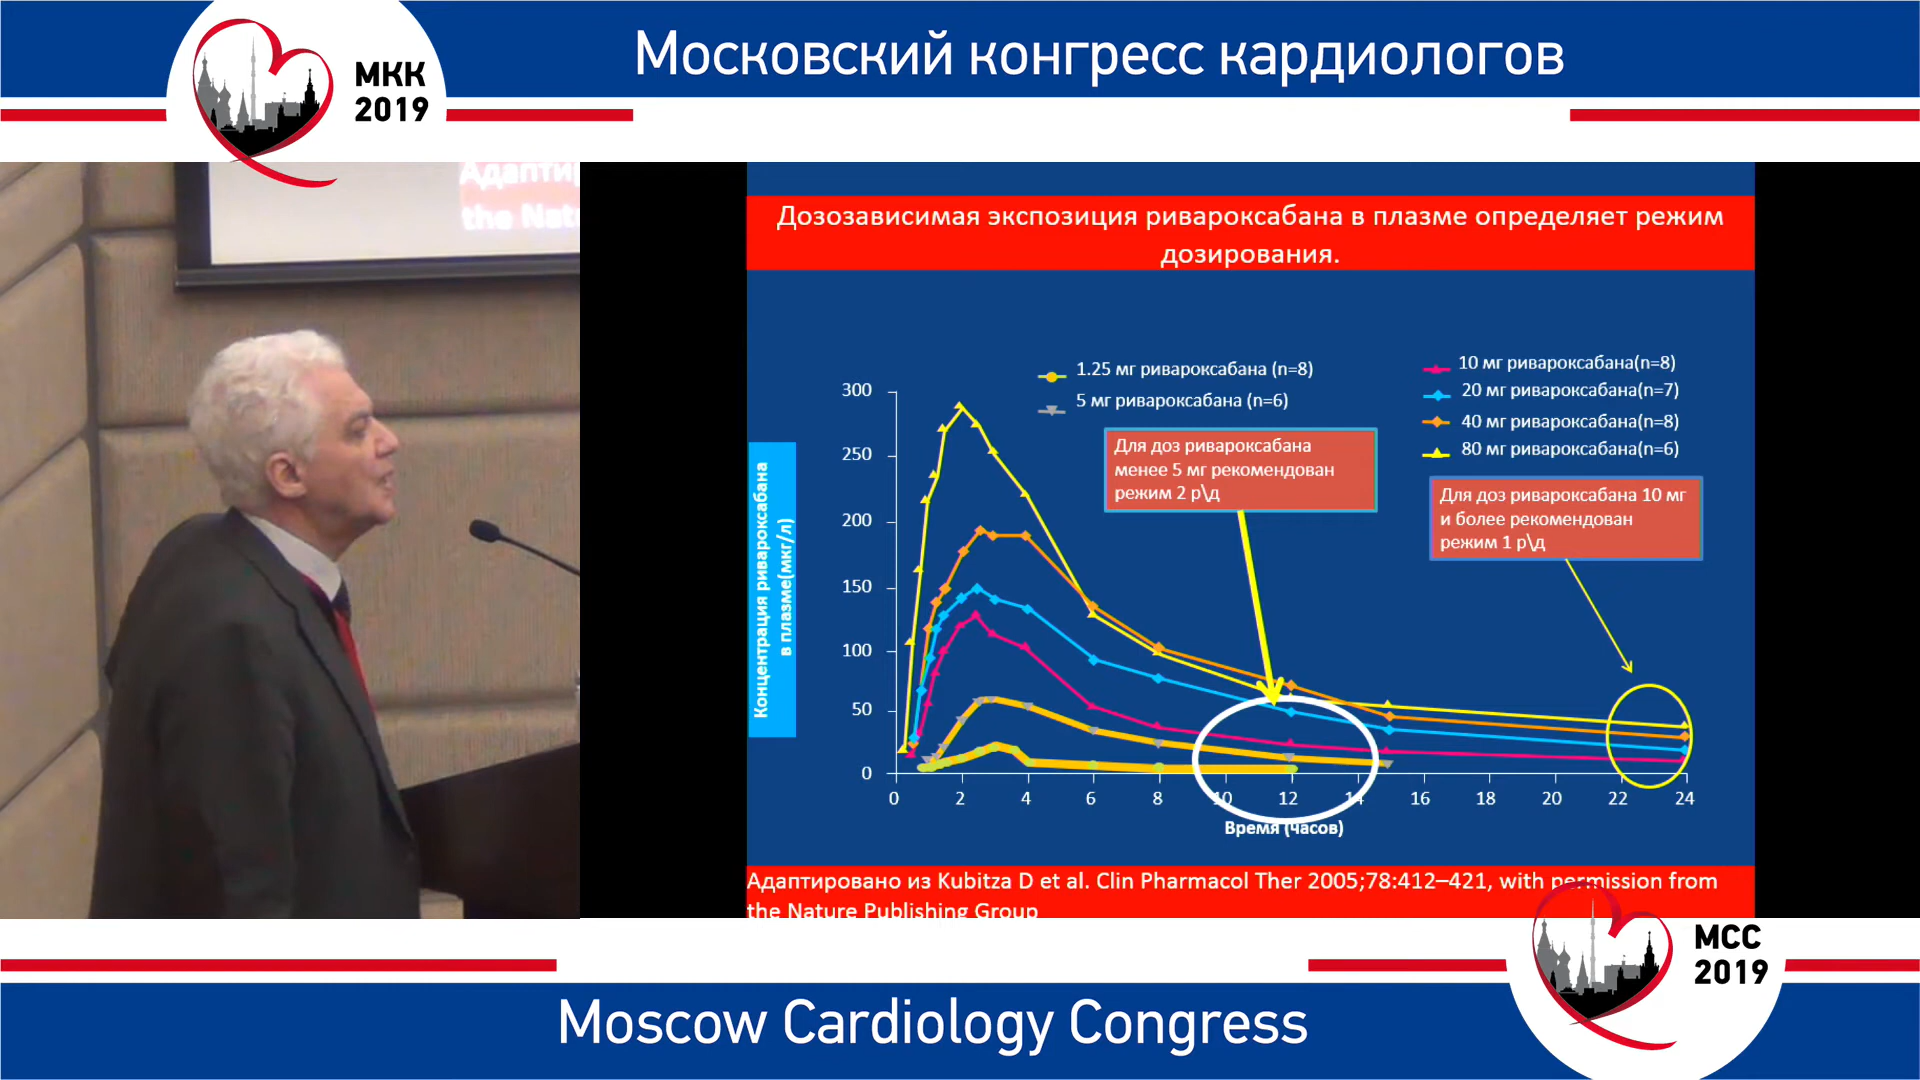 Московский конгресс кардиологов
МКК
2019
Адапти
the Nat
Дозозависимая экспозиция ривароксабана в плазме определяет режим
дозирования.
1.25 мг ривароксабана (n=8)
5 мг ривароксабана (n=6)
10 мг ривароксабана(n=8)
20 мг ривароксабана(n=7)
40 мг ривароксабана(n=8)
80 мг ривароксабана(n=6)
Для доз ривароксабана
менее 5 мг рекомендован
режим 2 р\д
Для доз ривароксабана 10 мг
и более рекомендован
режим 1 р\д
Концентрация ривароксабана
в плазме(мкг/л)
300
250
200
150
100
50
0
0 2 4 6 8 10 12 14 16 18 20 22 24
Время (часов)
Адаптировано из Kubitza D et al. Clin Pharmacol Ther 2005;78:412–421, with permission from
the Nature Publishing Group
MCC
2019
Moscow Cardiology Congress